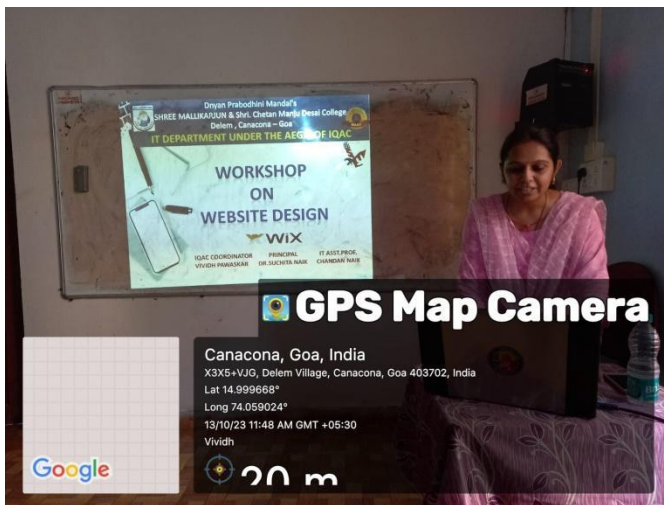 Dnyan Prabodhini Mandal's
SHREE MALLIKARJUN & Shri. Chetan Manju Desai College
Delem , Canacona – Goa
IT DEPARTMENT UNDER THE AEGIS OF IQAC
WORKSHOP
ON
WEBSITE DESIGN
WiX
IQAC COORDINATOR PRINCIPAL IT ASST.PROF.
VIVIDH PAWASKAR DR.SUCHITA NAIK CHANDAN NAIK
GPS Map Camera
Canacona, Goa, India
X3X5+VJG, Delem Village, Canacona, Goa 403702, India
Lat 14.999668°
Long 74.059024°
13/10/23 11:48 AM GMT +05:30
Vividh
20 m
Google